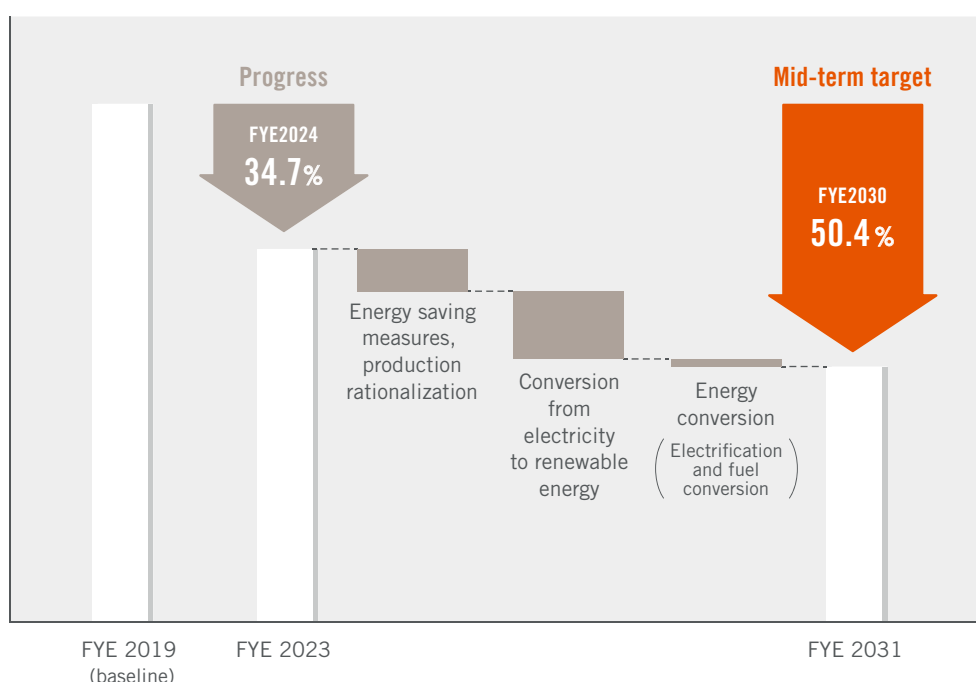 Progress
Mid-term target
FYE2024
34.7%
FYE2030
50.4%
Energy saving
measures,
production
rationalization
Conversion
from
electricity
to renewable
energy
Energy
conversion
(Electrification
and fuel
conversion)
FYE 2019
(baseline)
FYE 2023
FYE 2031